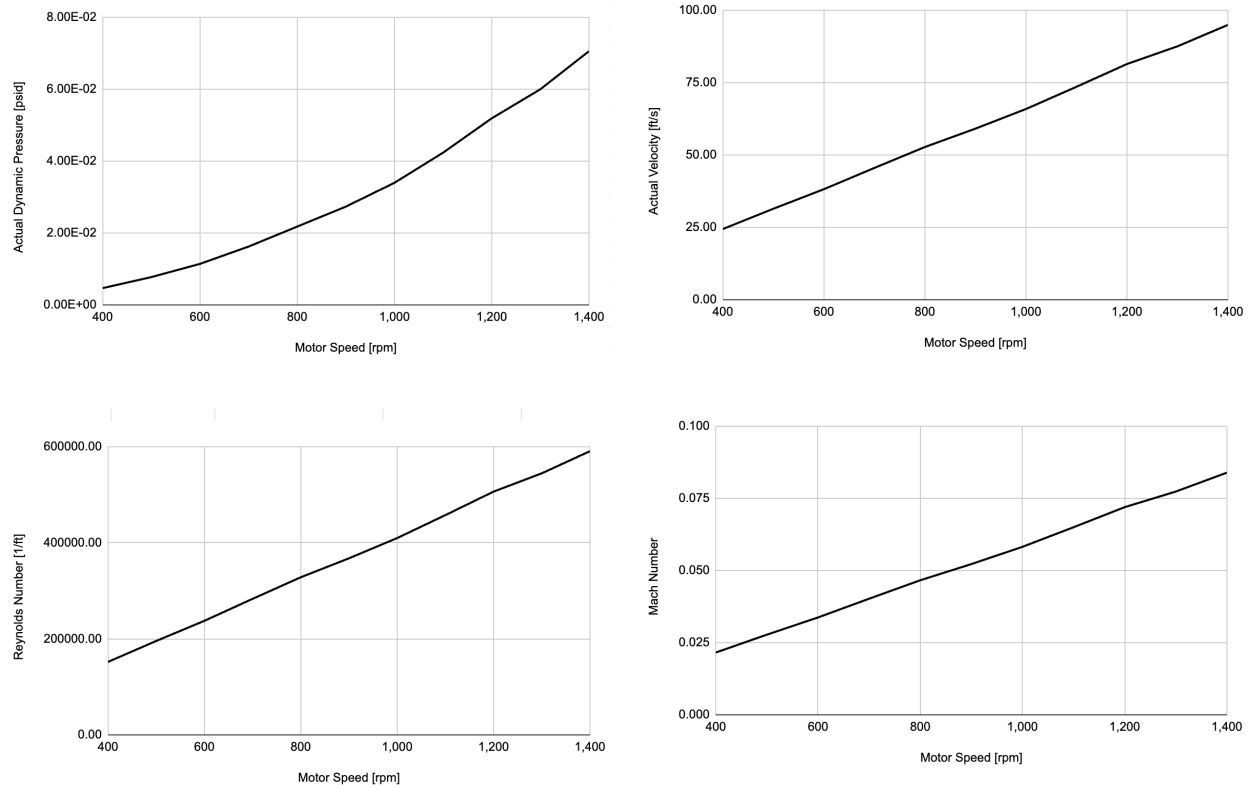 8.00E-02
6.00E-02
4.00E-02
2.00E-02
0.00E+00
400 600 800 1,000 1,200 1,400
Actual Dynamic Pressure [psid]
Motor Speed [rpm]
100.00
75.00
50.00
25.00
0.00
400 600 800 1,000 1,200 1,400
Actual Velocity [ft/s]
Motor Speed [rpm]
600000.00
400000.00
200000.00
0.00
400 600 800 1,000 1,200 1,400
Reynolds Number [1/ft]
Motor Speed [rpm]
0.100
0.075
0.050
0.025
0.000
400 600 800 1,000 1,200 1,400
Mach Number
Motor Speed [rpm]